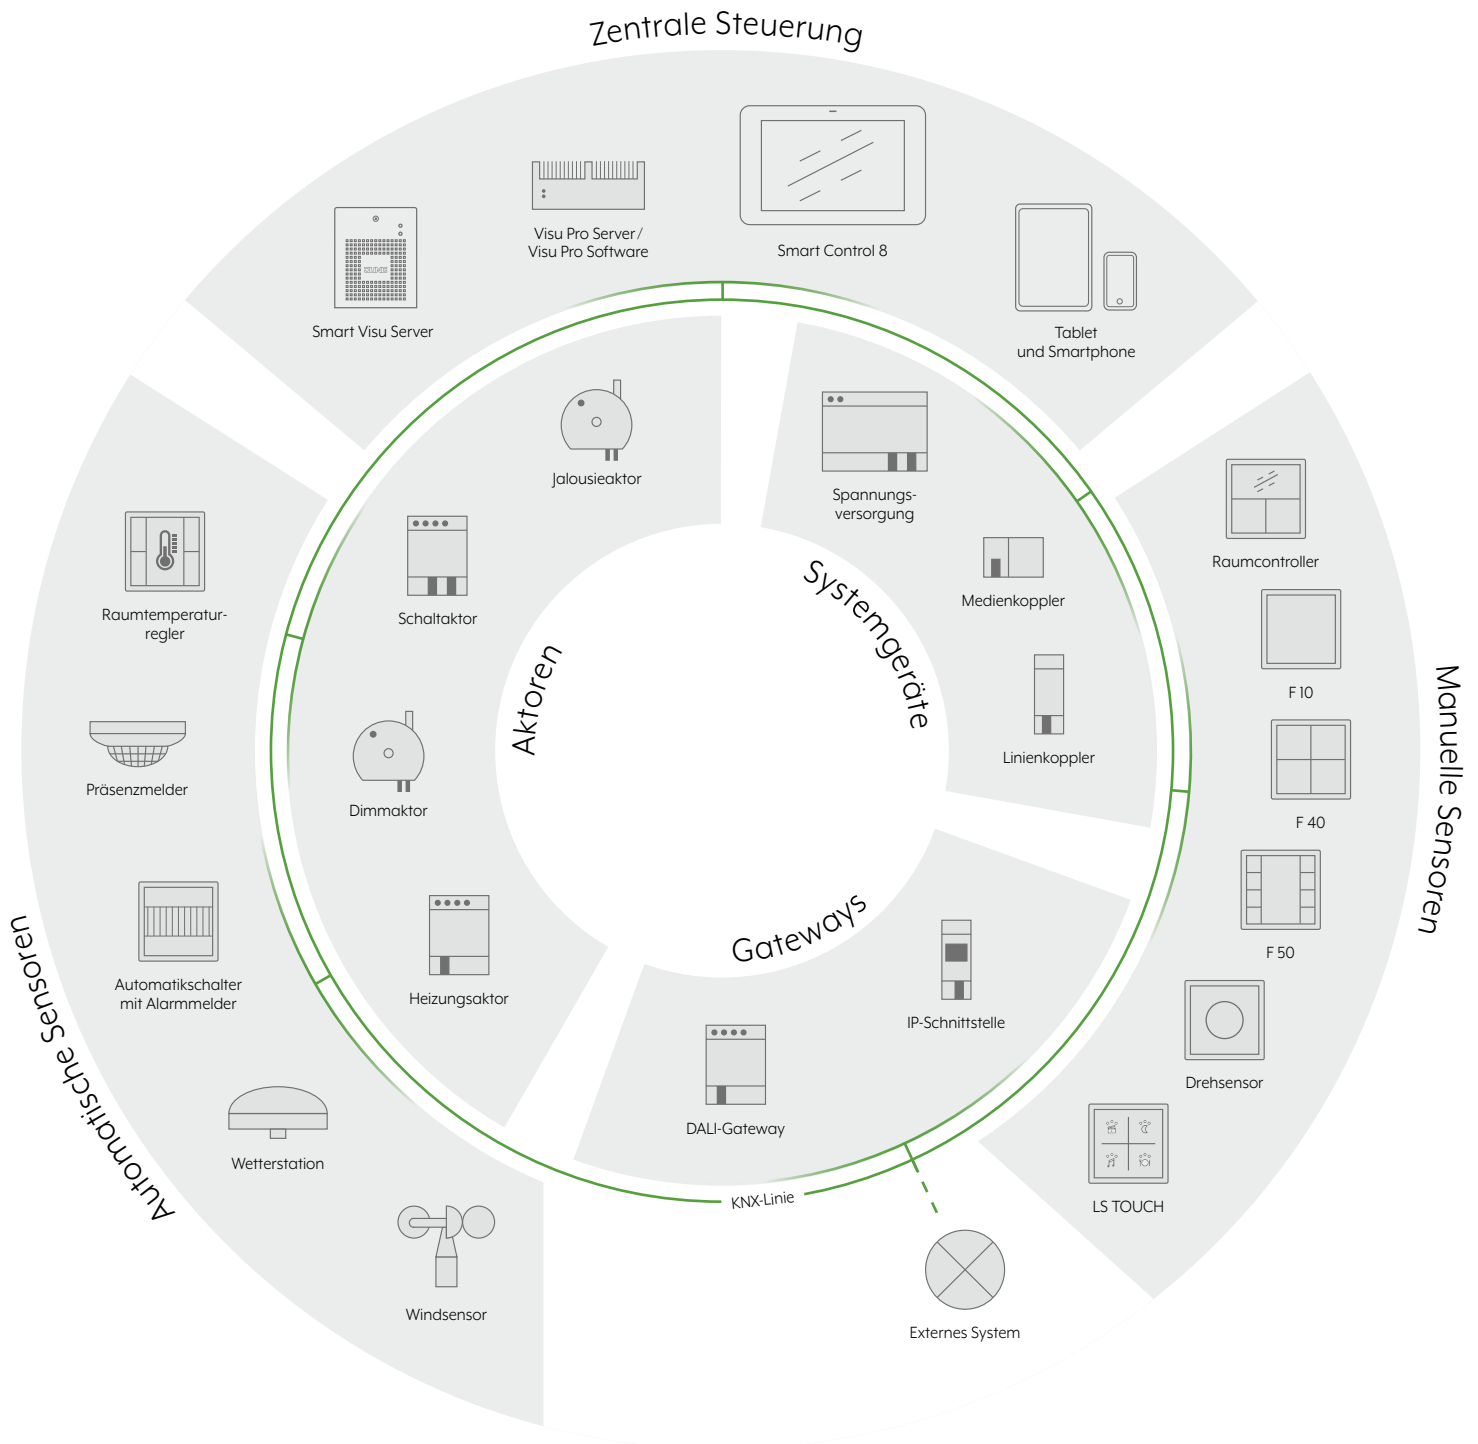 Zentrale Steuerung
Smart Visu Server
Visu Pro Server/
Visu Pro Software
Smart Control 8
Tablet
und Smartphone
Manuelle Sensoren
Raumcontroller
F 10
F 40
F 50
Drehsensor
LS TOUCH
Automatische Sensoren
Raumtemperatur-
regler
Präsenzmelder
Automatikschalter
mit Alarmmelder
Wetterstation
Windsensor
Aktoren
Jalousieaktor
Schaltaktor
Dimmaktor
Heizungsaktor
Systemgeräte
Spannungs-
versorgung
Medienkoppler
Linienkoppler
Gateways
IP-Schnittstelle
DALI-Gateway
KNX-Linie
Externes System